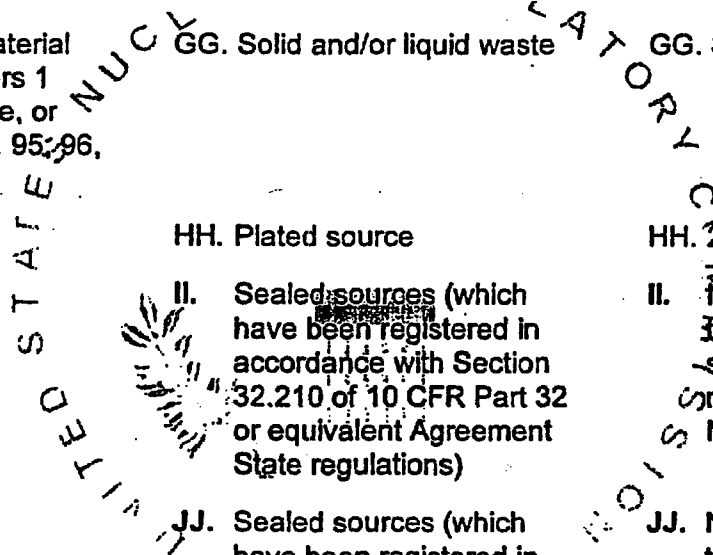 aterial
GG. Solid and/or liquid waste
GG.
rs 1
e, or
95, 96,
HH. Plated source
HH.
II. Sealed sources (which
II.
have been registered in
accordance with Section
32.210 of 10 CFR Part 32
or equivalent Agreement
State regulations)
JJ. Sealed sources (which
JJ.
have been registered in